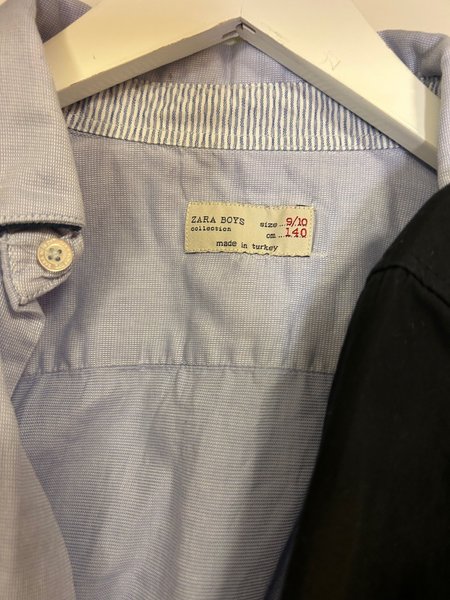 ZARA BOYS size..9/10
collection cm..140
made in turkey